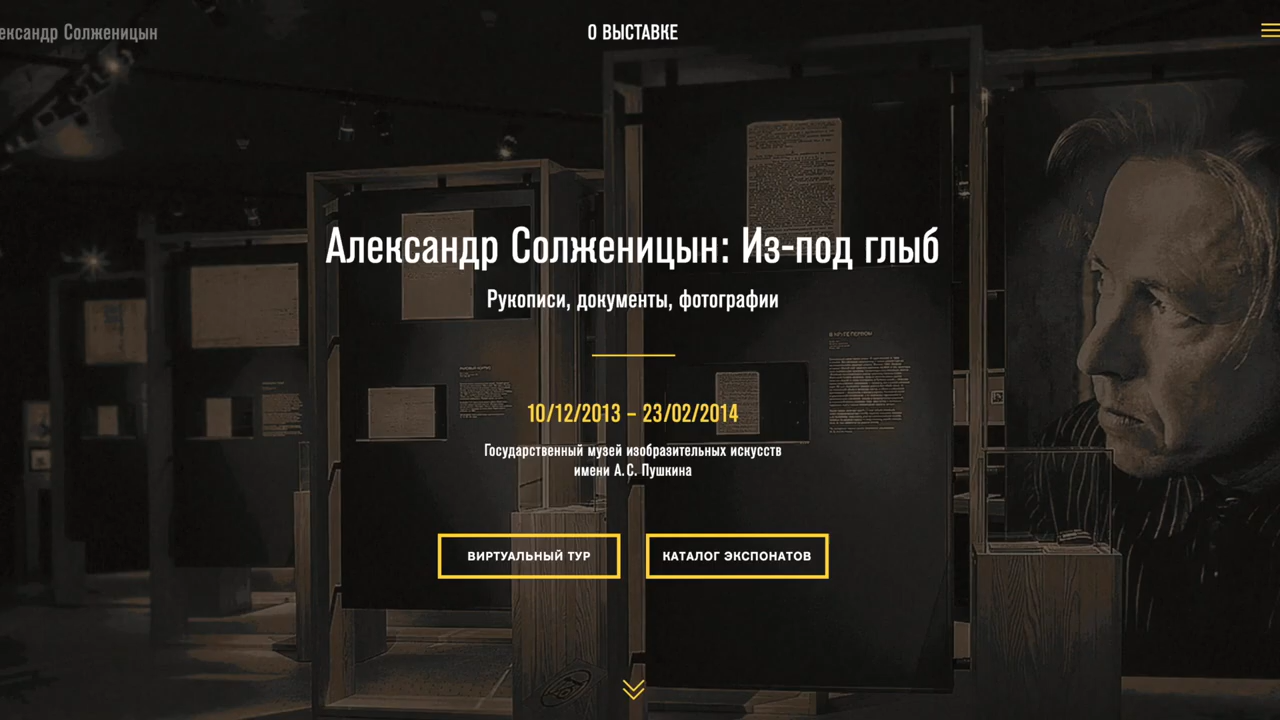 ександр Солженицын
О ВЫСТАВКЕ
Александр Солженицын: Из-под глыб
Рукописи, документы, фотографии
10/12/2013 – 23/02/2014
Государственный музей изобразительных искусств
имени А. С. Пушкина
ВИРТУАЛЬНЫЙ ТУР
КАТАЛОГ ЭКСПОНАТОВ